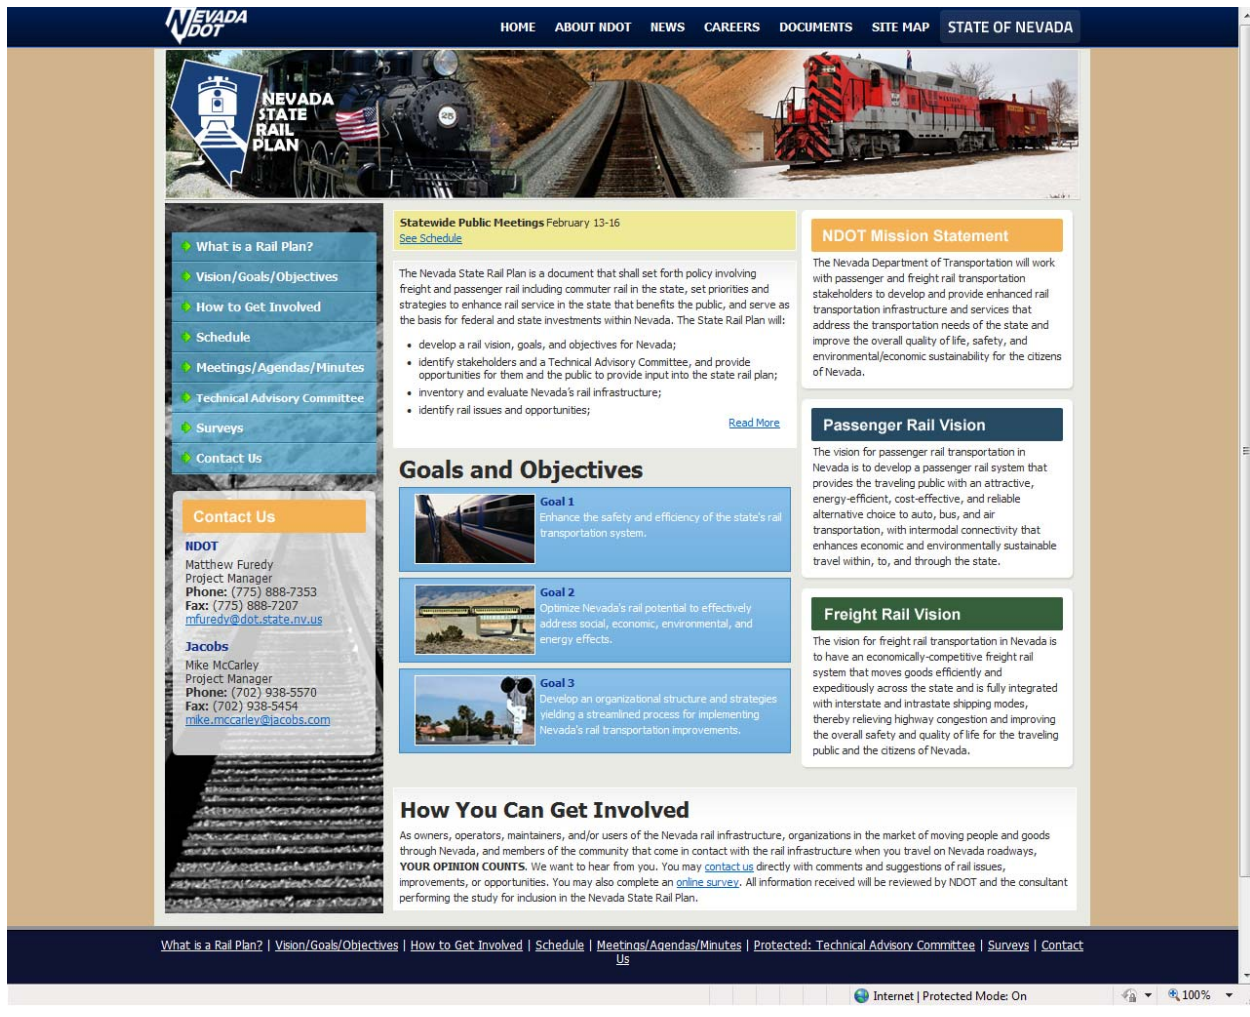 NEVADA
DOT
HOME ABOUT NDOT NEWS CAREERS DOCUMENTS SITE MAP STATE OF NEVADA
NEVADA
STATE
RAIL
PLAN
25
What is a Rail Plan?
Vision/Goals/Objectives
How to Get Involved
Schedule
Meetings/Agendas/Minutes
Technical Advisory Committee
Surveys
Contact Us
Contact Us
NDOT
Matthew Furedy
Project Manager
Phone: (775) 888-7353
Fax: (775) 888-7207
mfuredy@dot.state.nv.us
Jacobs
Mike McCarley
Project Manager
Phone: (702) 938-5570
Fax: (702) 938-5454
mike.mccarley@jacobs.com
Statewide Public Meetings February 13-16
See Schedule
The Nevada State Rail Plan is a document that shall set forth policy involving
freight and passenger rail including commuter rail in the state, set priorities and
strategies to enhance rail service in the state that benefits the public, and serve as
the basis for federal and state investments within Nevada. The State Rail Plan will:
• develop a rail vision, goals, and objectives for Nevada;
• identify stakeholders and a Technical Advisory Committee, and provide
opportunities for them and the public to provide input into the state rail plan;
• inventory and evaluate Nevada's rail infrastructure;
• identify rail issues and opportunities;
Read More
Goals and Objectives
Goal 1
Enhance the safety and efficiency of the state's rail
transportation system.
Goal 2
Optimize Nevada's rail potential to effectively
address social, economic, environmental, and
energy effects.
Goal 3
Develop an organizational structure and strategies
yielding a streamlined process for implementing
Nevada's rail transportation improvements.
NDOT Mission Statement
The Nevada Department of Transportation will work
with passenger and freight rail transportation
stakeholders to develop and provide enhanced rail
transportation infrastructure and services that
address the transportation needs of the state and
improve the overall quality of life, safety, and
environmental/economic sustainability for the citizens
of Nevada.
Passenger Rail Vision
The vision for passenger rail transportation in
Nevada is to develop a passenger rail system that
provides the traveling public with an attractive,
energy-efficient, cost-effective, and reliable
alternative choice to auto, bus, and air
transportation, with intermodal connectivity that
enhances economic and environmentally sustainable
travel within, to, and through the state.
Freight Rail Vision
The vision for freight rail transportation in Nevada is
to have an economically-competitive freight rail
system that moves goods efficiently and
expeditiously across the state and is fully integrated
with interstate and intrastate shipping modes,
thereby relieving highway congestion and improving
the overall safety and quality of life for the traveling
public and the citizens of Nevada.
How You Can Get Involved
As owners, operators, maintainers, and/or users of the Nevada rail infrastructure, organizations in the market of moving people and goods
through Nevada, and members of the community that come in contact with the rail infrastructure when you travel on Nevada roadways,
YOUR OPINION COUNTS. We want to hear from you. You may contact us directly with comments and suggestions of rail issues,
improvements, or opportunities. You may also complete an online survey. All information received will be reviewed by NDOT and the consultant
performing the study for inclusion in the Nevada State Rail Plan.
What is a Rail Plan? | Vision/Goals/Objectives | How to Get Involved | Schedule | Meetings/Agendas/Minutes | Protected: Technical Advisory Committee | Surveys | Contact
Us
Internet | Protected Mode: On
100%